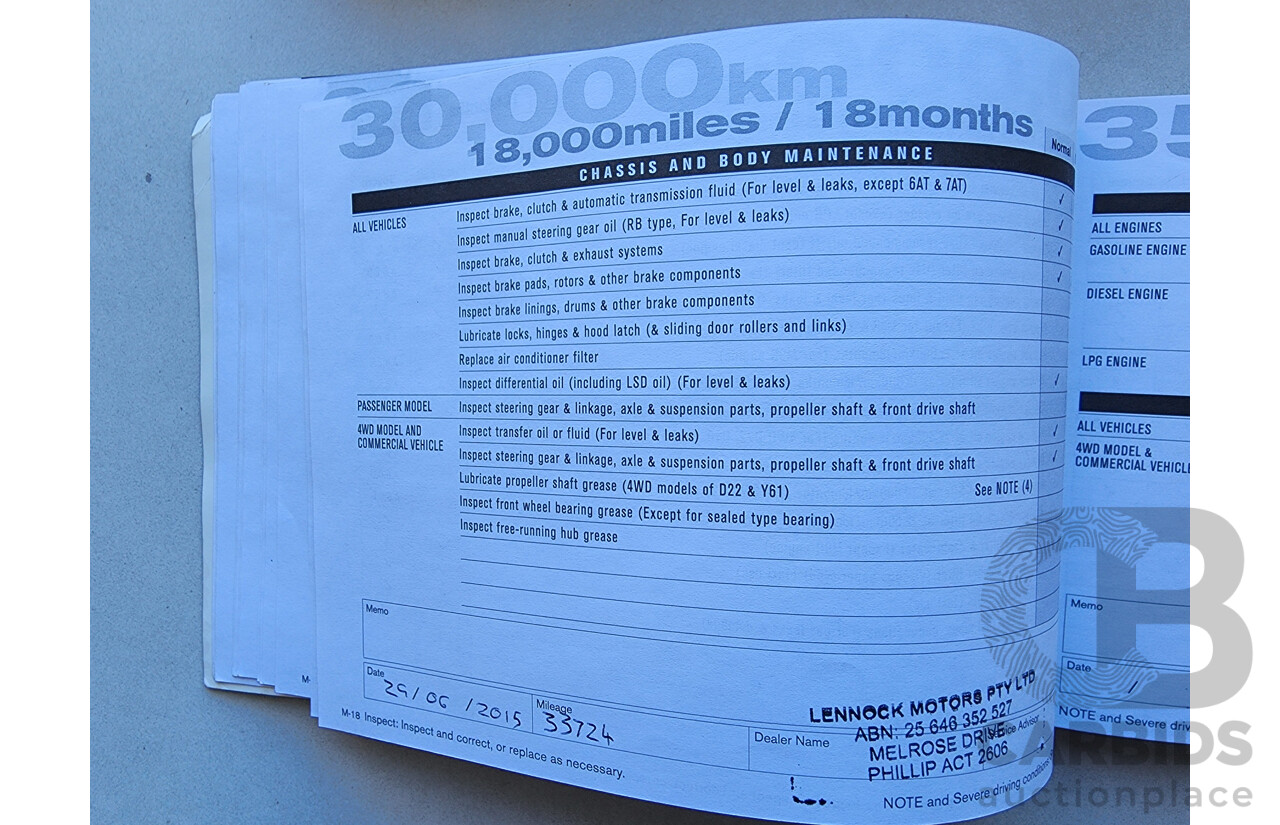 30,000km
18,000miles / 18months
CHASSIS AND BODY MAINTENANCE
Normal
ALL VEHICLES
Inspect brake, clutch & automatic transmission fluid (For level & leaks, except 6AT & 7AT) ✓
Inspect manual steering gear oil (RB type, For level & leaks) ✓
Inspect brake, clutch & exhaust systems ✓
Inspect brake pads, rotors & other brake components ✓
Inspect brake linings, drums & other brake components
Lubricate locks, hinges & hood latch (& sliding door rollers and links)
Replace air conditioner filter
Inspect differential oil (including LSD oil) (For level & leaks) ✓
PASSENGER MODEL Inspect steering gear & linkage, axle & suspension parts, propeller shaft & front drive shaft
4WD MODEL AND
COMMERCIAL VEHICLE
Inspect transfer oil or fluid (For level & leaks) ✓
Inspect steering gear & linkage, axle & suspension parts, propeller shaft & front drive shaft ✓
Lubricate propeller shaft grease (4WD models of D22 & Y61) See NOTE (4)
Inspect front wheel bearing grease (Except for sealed type bearing)
Inspect free-running hub grease
Memo
Date 29/06/2015
Mileage 33724
Dealer Name
LENNOCK MOTORS PTY LTD
ABN: 25 646 352 527
MELROSE DRIVE
PHILLIP ACT 2606
M-18 Inspect: Inspect and correct, or replace as necessary.
NOTE and Severe driving
M-
35
ALL ENGINES
GASOLINE ENGINE
DIESEL ENGINE
LPG ENGINE
ALL VEHICLES
4WD MODEL &
COMMERCIAL VEHICL
Memo
Date /
NOTE and Severe driv
CARBIDS
auctionplace